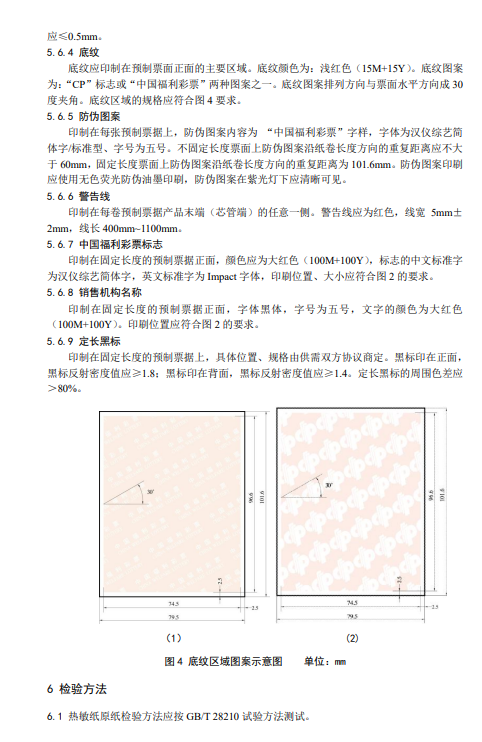 应≤0.5mm。
5.6.4 底纹
底纹应印制在预制票面正面的主要区域。底纹颜色为：浅红色（15M+15Y）。底纹图案
为：“CP”标志或“中国福利彩票”两种图案之一。底纹图案排列方向与票面水平方向成 30
度夹角。底纹区域的规格应符合图 4 要求。
5.6.5 防伪图案
印制在每张预制票据上，防伪图案内容为 “中国福利彩票”字样，字体为汉仪综艺简
体字/标准型、字号为五号。不固定长度票面上防伪图案沿纸卷长度方向的重复距离应不大
于 60mm，固定长度票面上防伪图案沿纸卷长度方向的重复距离为 101.6mm。防伪图案印刷
应使用无色荧光防伪油墨印刷，防伪图案在紫光灯下应清晰可见。
5.6.6 警告线
印制在每卷预制票据产品末端（芯管端）的任意一侧。警告线应为红色，线宽 5mm±
2mm，线长 400mm~1100mm。
5.6.7 中国福利彩票标志
印制在固定长度的预制票据正面，颜色应为大红色（100M+100Y），标志的中文标准字
为汉仪综艺简体字，英文标准字为 Impact 字体，印刷位置、大小应符合图 2 的要求。
5.6.8 销售机构名称
印制在固定长度的预制票据正面，字体黑体，字号为五号，文字的颜色为大红色
（100M+100Y）。印刷位置应符合图 2 的要求。
5.6.9 定长黑标
印制在固定长度的预制票据上，具体位置、规格由供需双方协议商定。黑标印在正面，
黑标反射密度值应≥1.8；黑标印在背面，黑标反射密度值应≥1.4。定长黑标的周围色差应
＞80%。
30°
96.6
101.6
2.5
74.5
2.5
79.5
（1）
30°
96.6
101.6
2.5
74.5
2.5
79.5
（2）
图 4 底纹区域图案示意图 单位：mm
6 检验方法
6.1 热敏纸原纸检验方法应按 GB/T 28210 试验方法测试。